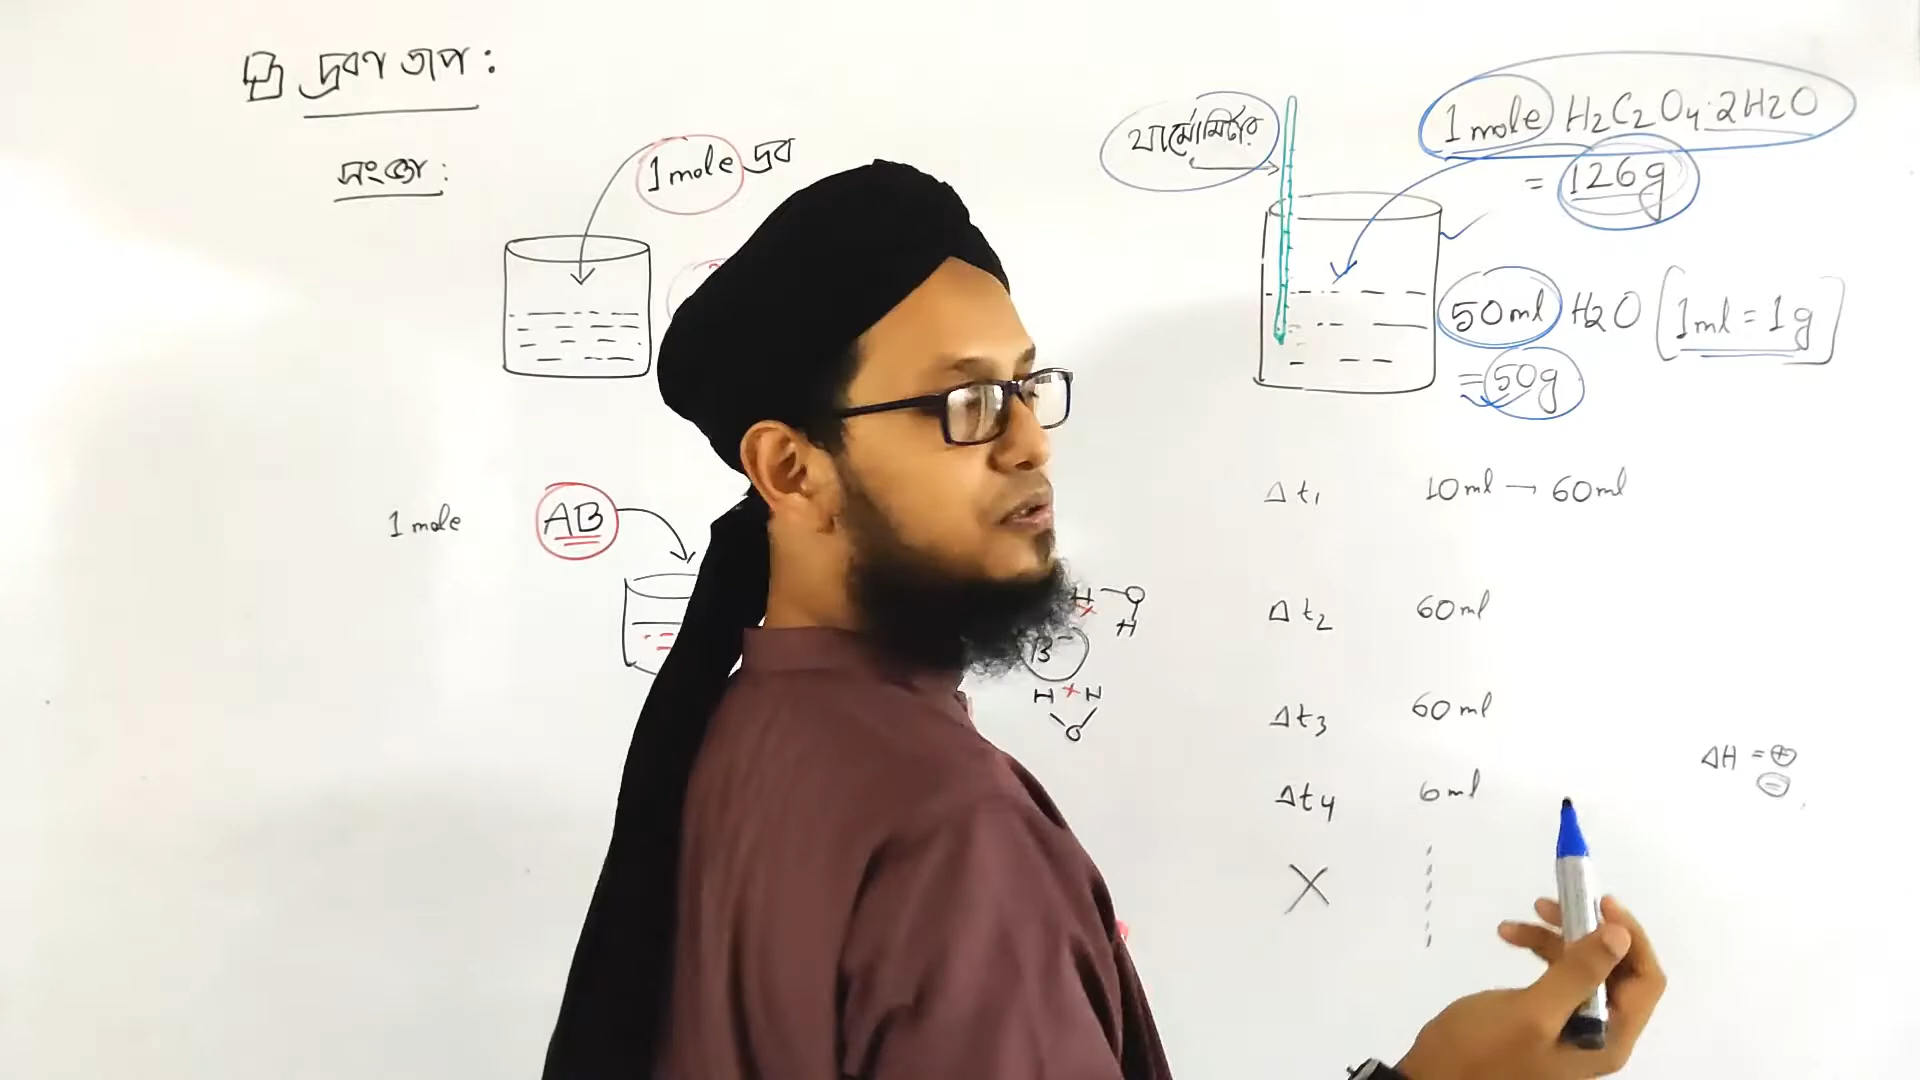 দ্রবণ তাপ :
সংজ্ঞা :
1 mole দ্রব
1 mole AB
H O
H
B⁻
H H
O
থার্মোমিটার
1 mole H2C2O4·2H2O
= 126g
50ml H2O [1ml = 1g]
= 50g
Δt1 10ml → 60ml
Δt2 60ml
Δt3 60ml
Δt4 6ml
X
ΔH = +
−